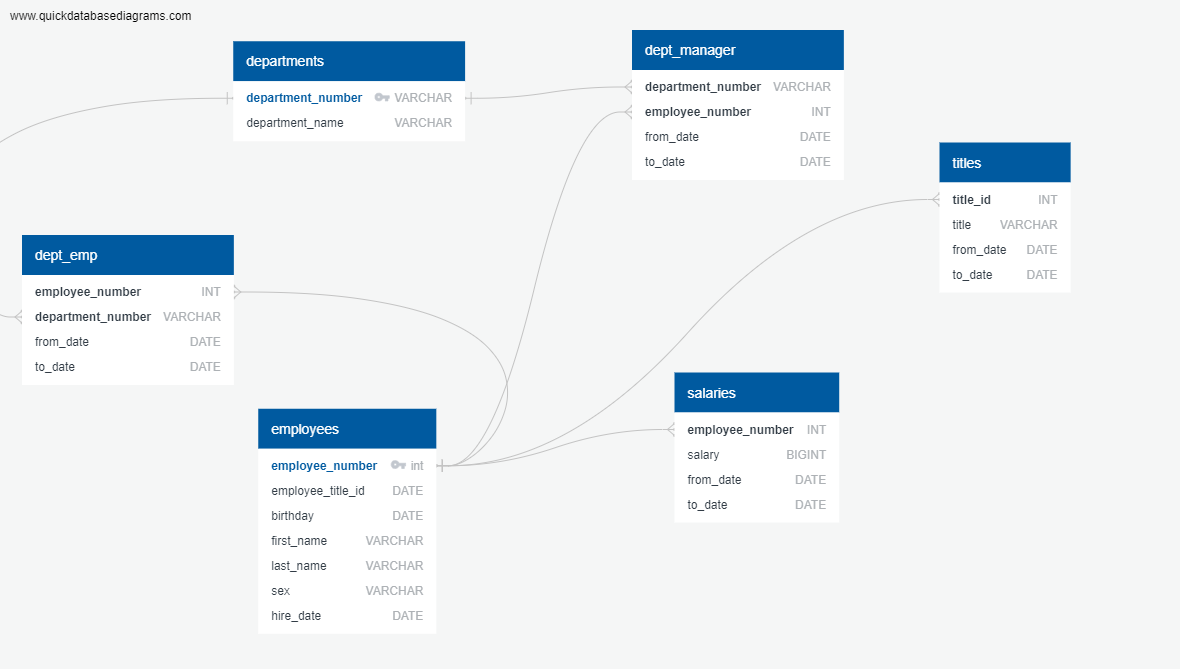 www.quickdatabasediagrams.com
departments
department_number VARCHAR
department_name VARCHAR
dept_manager
department_number VARCHAR
employee_number INT
from_date DATE
to_date DATE
titles
title_id INT
title VARCHAR
from_date DATE
to_date DATE
dept_emp
employee_number INT
department_number VARCHAR
from_date DATE
to_date DATE
salaries
employee_number INT
salary BIGINT
from_date DATE
to_date DATE
employees
employee_number int
employee_title_id DATE
birthday DATE
first_name VARCHAR
last_name VARCHAR
sex VARCHAR
hire_date DATE